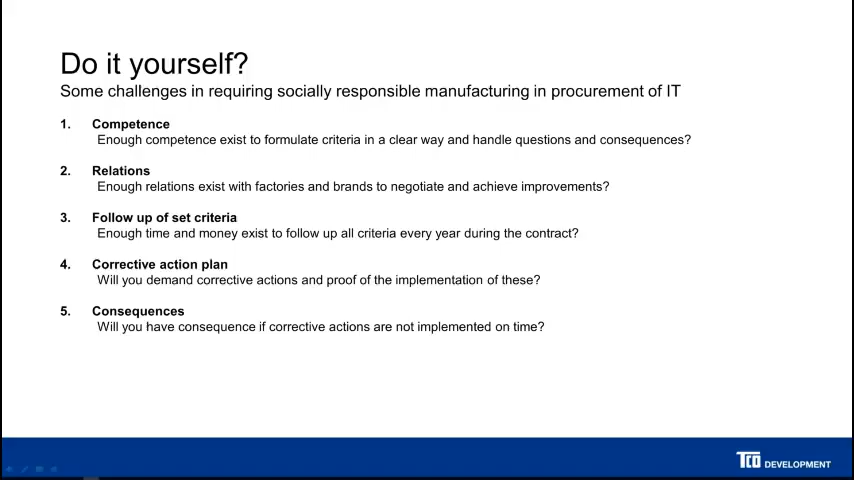 Do it yourself?
Some challenges in requiring socially responsible manufacturing in procurement of IT
1. Competence
Enough competence exist to formulate criteria in a clear way and handle questions and consequences?
2. Relations
Enough relations exist with factories and brands to negotiate and achieve improvements?
3. Follow up of set criteria
Enough time and money exist to follow up all criteria every year during the contract?
4. Corrective action plan
Will you demand corrective actions and proof of the implementation of these?
5. Consequences
Will you have consequence if corrective actions are not implemented on time?
TCO DEVELOPMENT